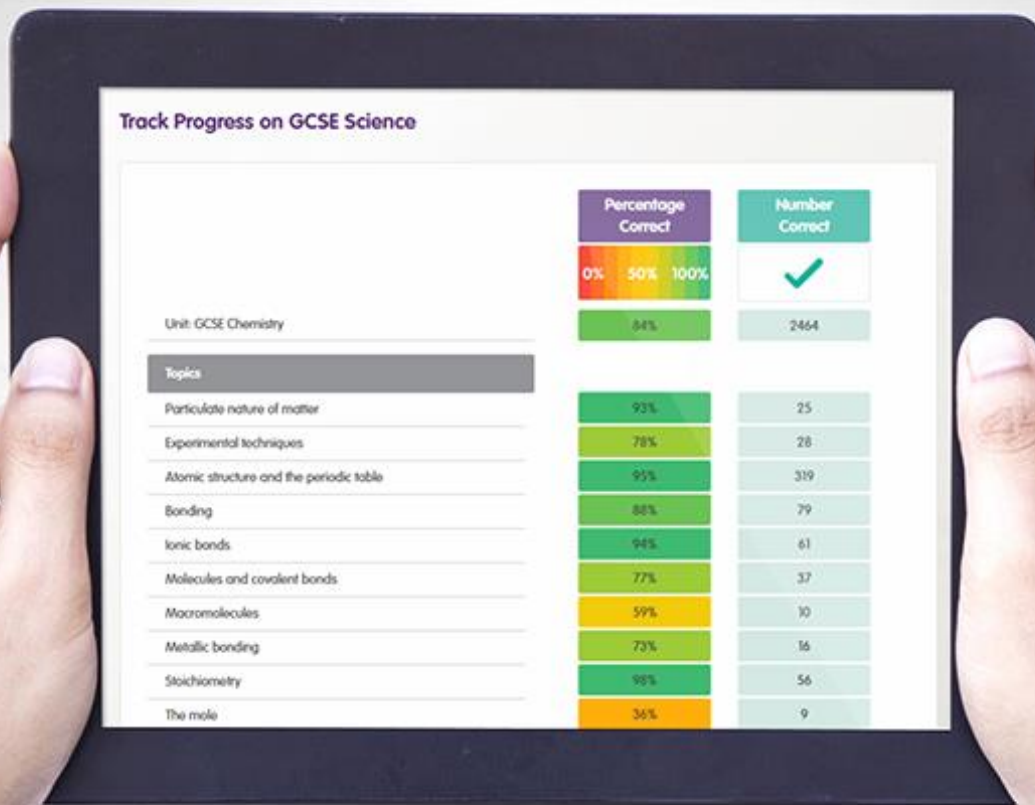 Track Progress on GCSE Science
Percentage
Correct
Number
Correct
0% 50% 100%
Unit: GCSE Chemistry 84% 2464
Topics
Particulate nature of matter 93% 25
Experimental techniques 78% 28
Atomic structure and the periodic table 95% 319
Bonding 88% 79
Ionic bonds 94% 61
Molecules and covalent bonds 77% 37
Macromolecules 59% 10
Metallic bonding 73% 16
Stoichiometry 98% 56
The mole 36% 9